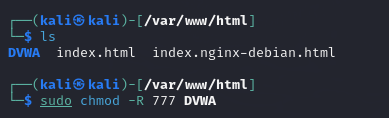 ┌──(kali㉿kali)-[/var/www/html]
└─$ ls
DVWA index.html index.nginx-debian.html
┌──(kali㉿kali)-[/var/www/html]
└─$ sudo chmod -R 777 DVWA